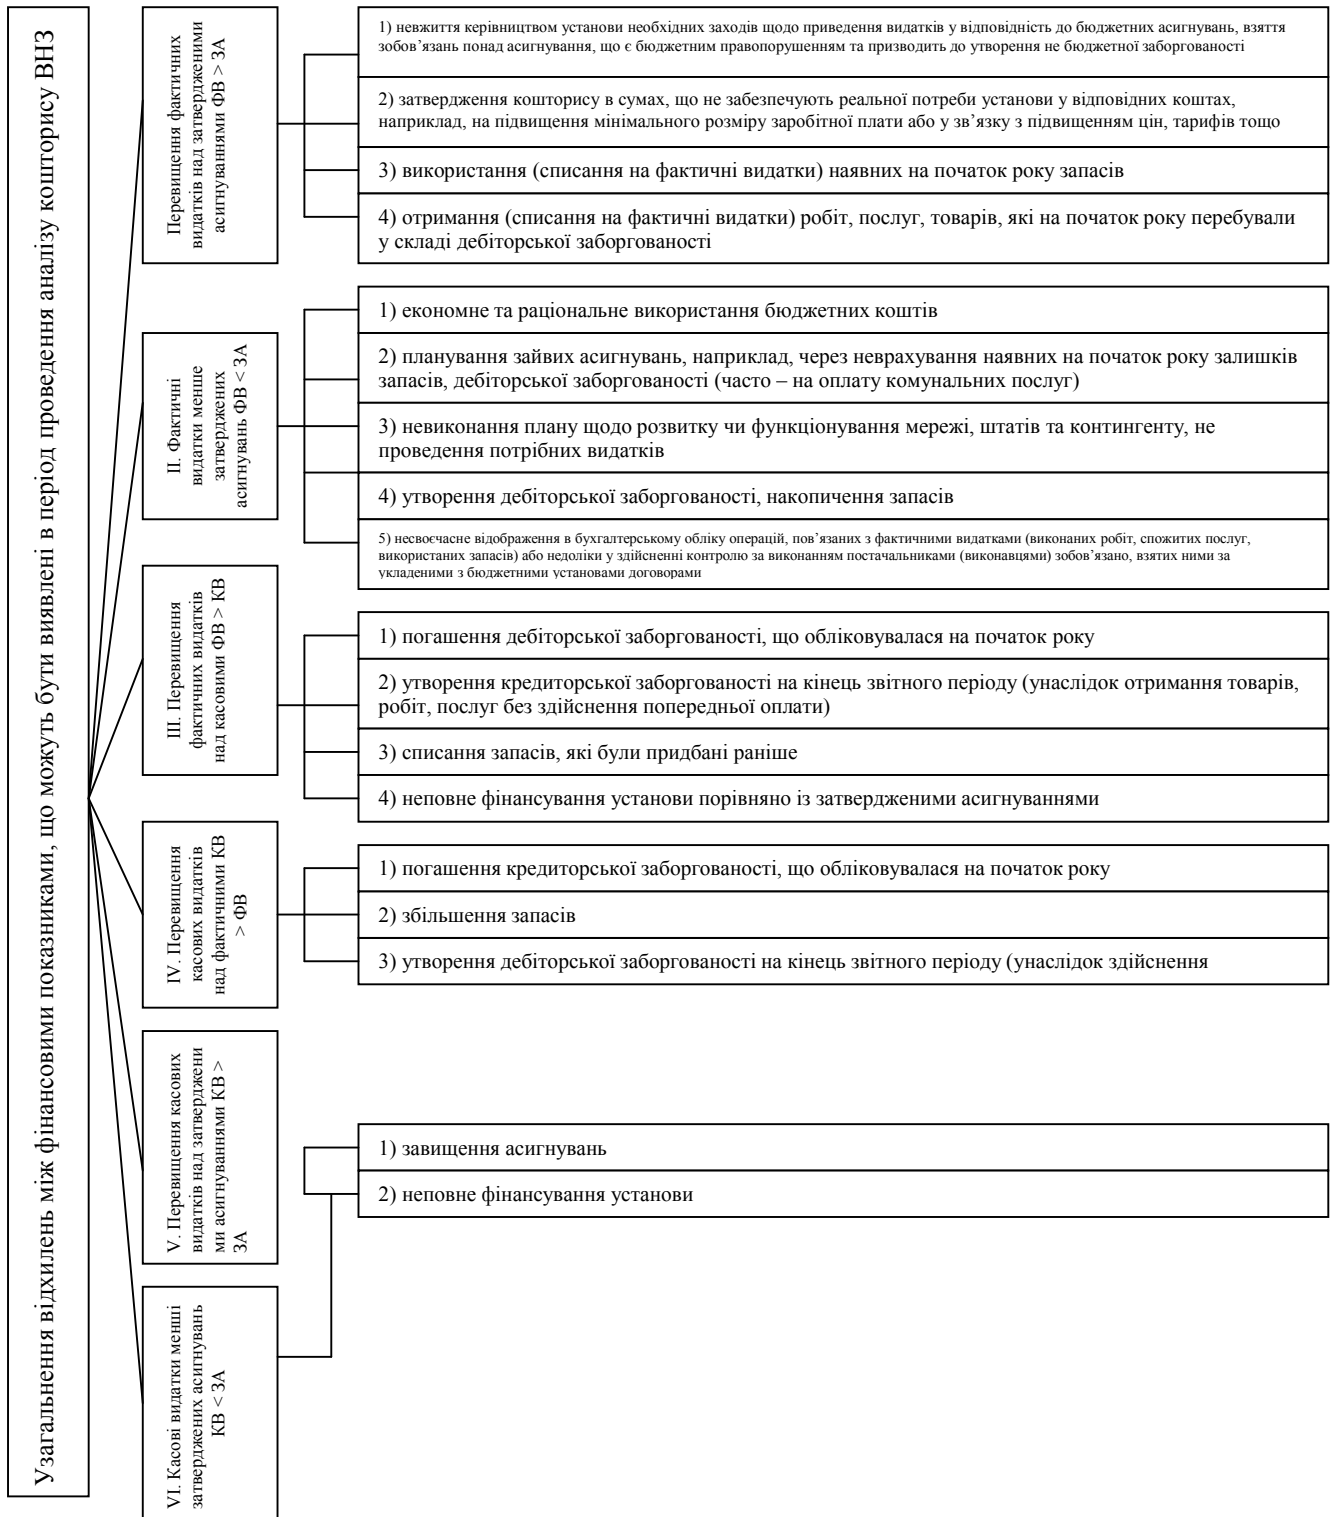 Узагальнення відхилень між фінансовими показниками, що можуть бути виявлені в період проведення аналізу кошторису ВНЗ
Перевищення фактичних
видатків над затвердженими
асигнуваннями ФВ > ЗА
1) невжиття керівництвом установи необхідних заходів щодо приведення видатків у відповідність до бюджетних асигнувань, взяття
зобов’язань понад асигнування, що є бюджетним правопорушенням та призводить до утворення не бюджетної заборгованості
2) затвердження кошторису в сумах, що не забезпечують реальної потреби установи у відповідних коштах,
наприклад, на підвищення мінімального розміру заробітної плати або у зв’язку з підвищенням цін, тарифів тощо
3) використання (списання на фактичні видатки) наявних на початок року запасів
4) отримання (списання на фактичні видатки) робіт, послуг, товарів, які на початок року перебували
у складі дебіторської заборгованості
ІІ. Фактичні
видатки менше
затверджених
асигнувань ФВ < ЗА
1) економне та раціональне використання бюджетних коштів
2) планування зайвих асигнувань, наприклад, через неврахування наявних на початок року залишків
запасів, дебіторської заборгованості (часто – на оплату комунальних послуг)
3) невиконання плану щодо розвитку чи функціонування мережі, штатів та контингенту, не
проведення потрібних видатків
4) утворення дебіторської заборгованості, накопичення запасів
5) несвоєчасне відображення в бухгалтерському обліку операцій, пов’язаних з фактичними видатками (виконаних робіт, спожитих послуг,
використаних запасів) або недоліки у здійсненні контролю за виконанням постачальниками (виконавцями) зобов’язано, взятих ними за
укладеними з бюджетними установами договорами
ІІІ. Перевищення
фактичних видатків
над касовими ФВ > КВ
1) погашення дебіторської заборгованості, що обліковувалася на початок року
2) утворення кредиторської заборгованості на кінець звітного періоду (унаслідок отримання товарів,
робіт, послуг без здійснення попередньої оплати)
3) списання запасів, які були придбані раніше
4) неповне фінансування установи порівняно із затвердженими асигнуваннями
IV. Перевищення
касових видатків
над фактичними КВ
> ФВ
1) погашення кредиторської заборгованості, що обліковувалася на початок року
2) збільшення запасів
3) утворення дебіторської заборгованості на кінець звітного періоду (унаслідок здійснення
V. Перевищення касових
видатків над затверджени
ми асигнуваннями КВ >
ЗА
1) завищення асигнувань
2) неповне фінансування установи
VI. Касові видатки менші
затверджених асигнувань
КВ < ЗА